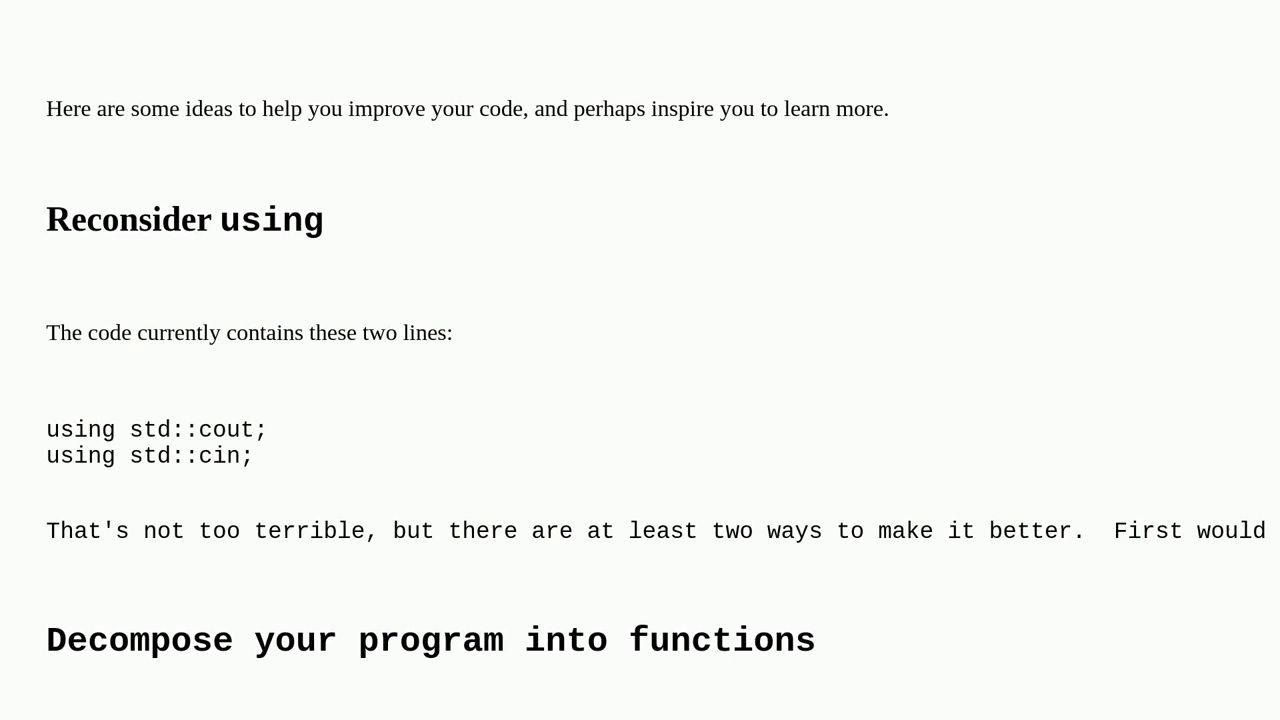 Here are some ideas to help you improve your code, and perhaps inspire you to learn more.
Reconsider using
The code currently contains these two lines:
using std::cout;
using std::cin;
That's not too terrible, but there are at least two ways to make it better.  First would
Decompose your program into functions